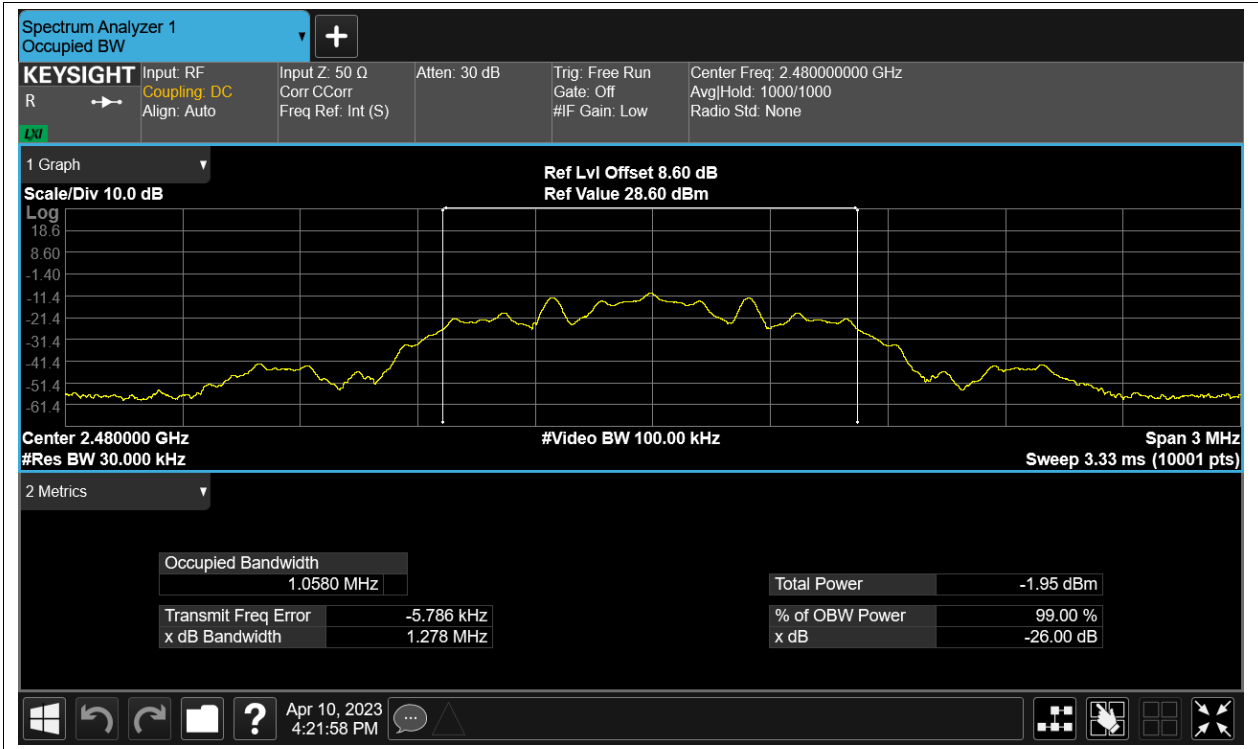 Spectrum Analyzer 1
Occupied BW
KEYSIGHT
R
LXI
Input: RF
Coupling: DC
Align: Auto
Input Z: 50 Ω
Corr CCorr
Freq Ref: Int (S)
Atten: 30 dB
Trig: Free Run
Gate: Off
#IF Gain: Low
Center Freq: 2.480000000 GHz
Avg|Hold: 1000/1000
Radio Std: None
1 Graph
Scale/Div 10.0 dB
Ref Lvl Offset 8.60 dB
Ref Value 28.60 dBm
Log
18.6
8.60
-1.40
-11.4
-21.4
-31.4
-41.4
-51.4
-61.4
Center 2.480000 GHz
#Video BW 100.00 kHz
Span 3 MHz
#Res BW 30.000 kHz
Sweep 3.33 ms (10001 pts)
2 Metrics
Occupied Bandwidth
1.0580 MHz
Total Power -1.95 dBm
Transmit Freq Error -5.786 kHz
% of OBW Power 99.00 %
x dB Bandwidth 1.278 MHz
x dB -26.00 dB
Apr 10, 2023
4:21:58 PM